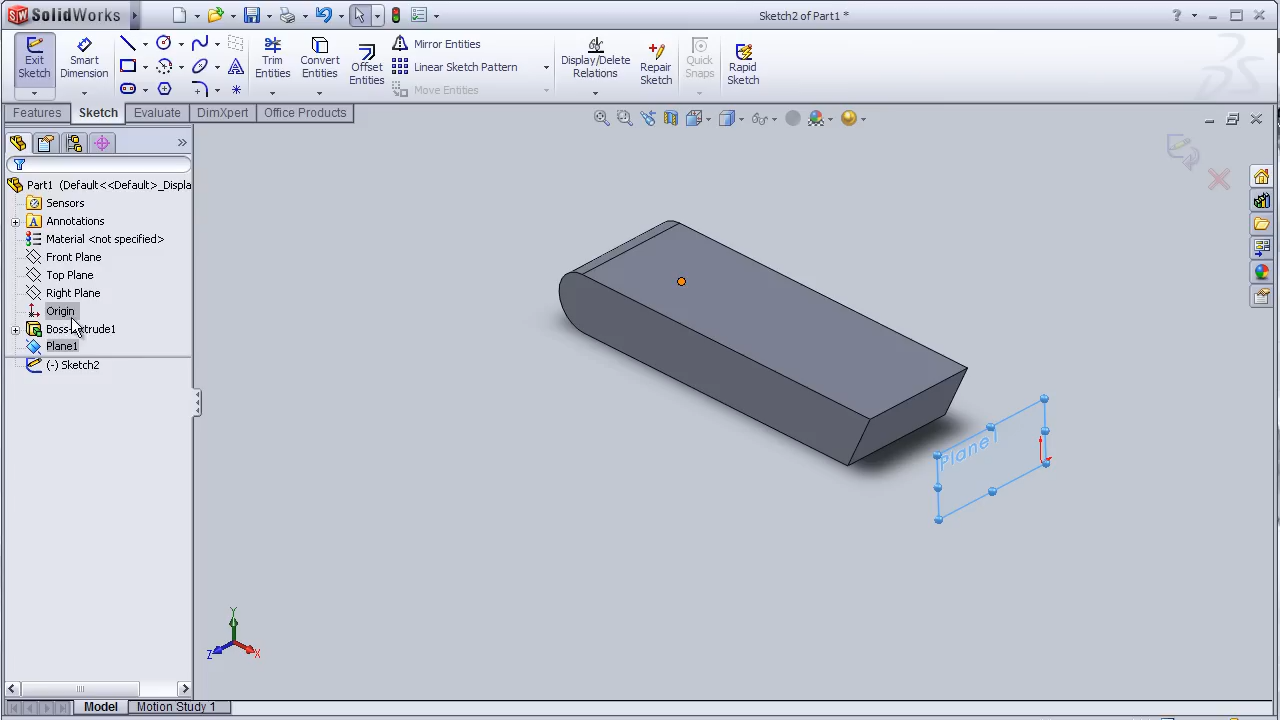 SolidWorks
Sketch2 of Part1 *
Exit Sketch
Smart Dimension
Trim Entities
Convert Entities
Offset Entities
Mirror Entities
Linear Sketch Pattern
Move Entities
Display/Delete Relations
Repair Sketch
Quick Snaps
Rapid Sketch
Features
Sketch
Evaluate
DimXpert
Office Products
Part1 (Default<<Default>_Displa
Sensors
Annotations
Material <not specified>
Front Plane
Top Plane
Right Plane
Origin
Plane1
(-) Sketch2
Plane1
Y
Z
X
Model
Motion Study 1